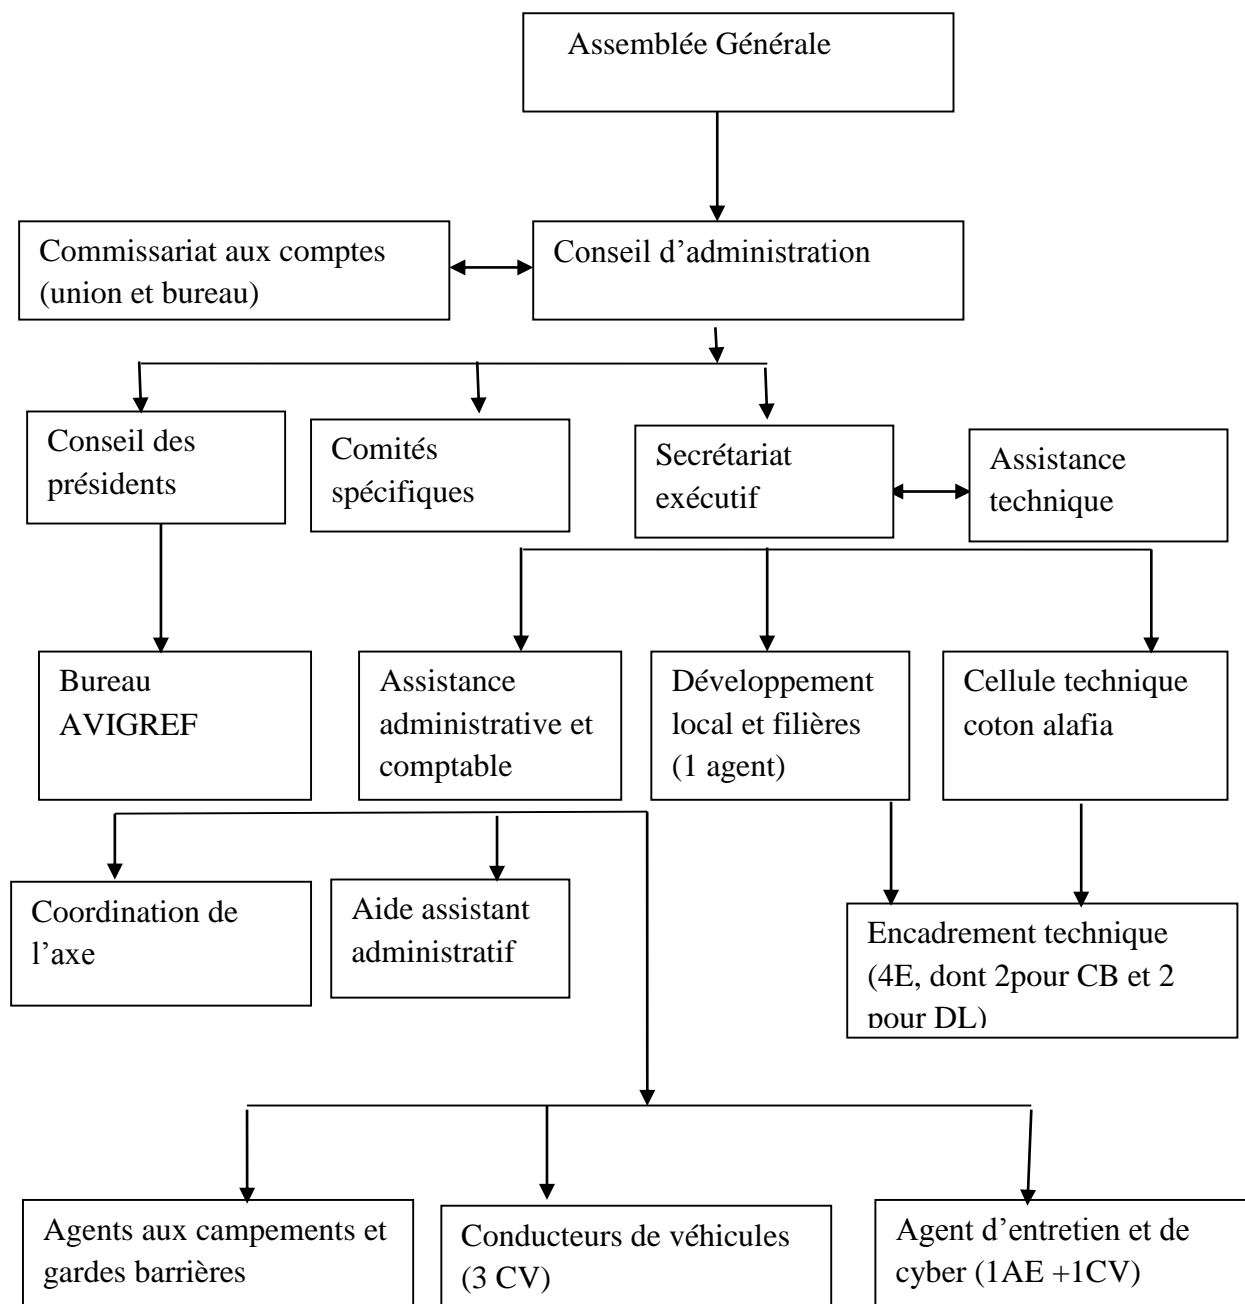 Assemblée Générale
Commissariat aux comptes
(union et bureau)
Conseil d’administration
Conseil des
présidents
Comités
spécifiques
Secrétariat
exécutif
Assistance
technique
Bureau
AVIGREF
Assistance
administrative et
comptable
Développement
local et filières
(1 agent)
Cellule technique
coton alafia
Coordination de
l’axe
Aide assistant
administratif
Encadrement technique
(4E, dont 2pour CB et 2
pour DL)
Agents aux campements et
gardes barrières
Conducteurs de véhicules
(3 CV)
Agent d’entretien et de
cyber (1AE +1CV)